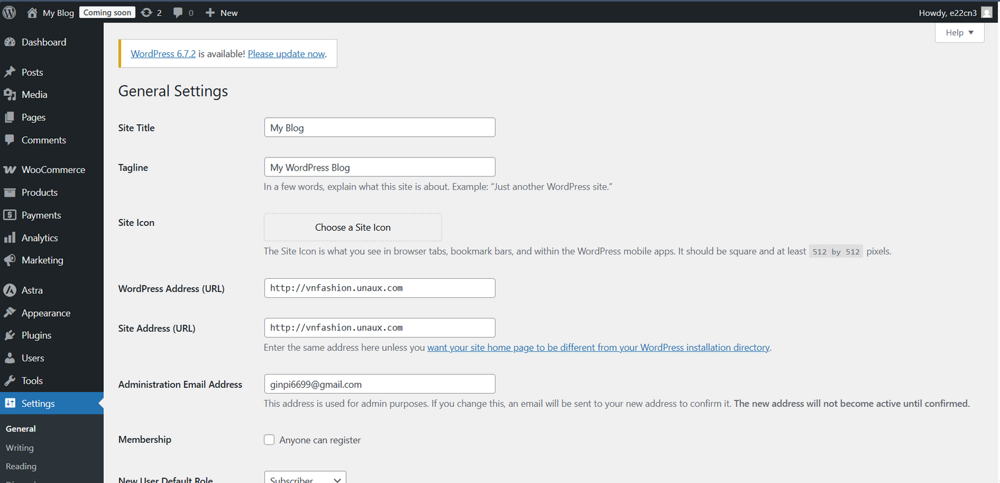 My Blog Coming soon 2 0 New Howdy, e22cn3
Help
Dashboard
Posts
Media
Pages
Comments
WooCommerce
Products
Payments
Analytics
Marketing
Astra
Appearance
Plugins
Users
Tools
Settings
General
Writing
Reading
WordPress 6.7.2 is available! Please update now.
General Settings
Site Title My Blog
Tagline My WordPress Blog
In a few words, explain what this site is about. Example: “Just another WordPress site.”
Site Icon Choose a Site Icon
The Site Icon is what you see in browser tabs, bookmark bars, and within the WordPress mobile apps. It should be square and at least 512 by 512 pixels.
WordPress Address (URL) http://vnfashion.unaux.com
Site Address (URL) http://vnfashion.unaux.com
Enter the same address here unless you want your site home page to be different from your WordPress installation directory.
Administration Email Address ginpi6699@gmail.com
This address is used for admin purposes. If you change this, an email will be sent to your new address to confirm it. The new address will not become active until confirmed.
Membership Anyone can register
New User Default Role Subscriber